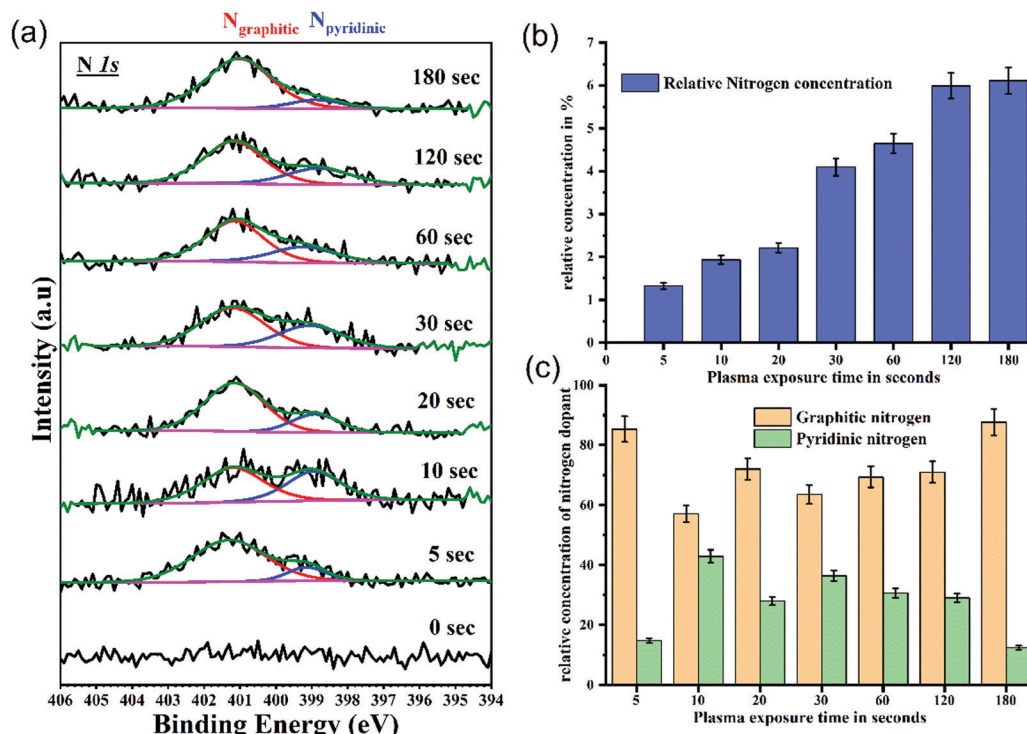 (a)
N graphitic N pyridinic
N 1s
180 sec
120 sec
60 sec
30 sec
20 sec
10 sec
5 sec
0 sec
Intensity (a.u)
406 405 404 403 402 401 400 399 398 397 396 395 394
Binding Energy (eV)
(b)
Relative Nitrogen concentration
relative concentration in %
7
6
5
4
3
2
1
0
0 5 10 20 30 60 120 180
Plasma exposure time in seconds
(c)
Graphitic nitrogen
Pyridinic nitrogen
relative concentration of nitrogen dopant
100
80
60
40
20
0
5 10 20 30 60 120 180
Plasma exposure time in seconds